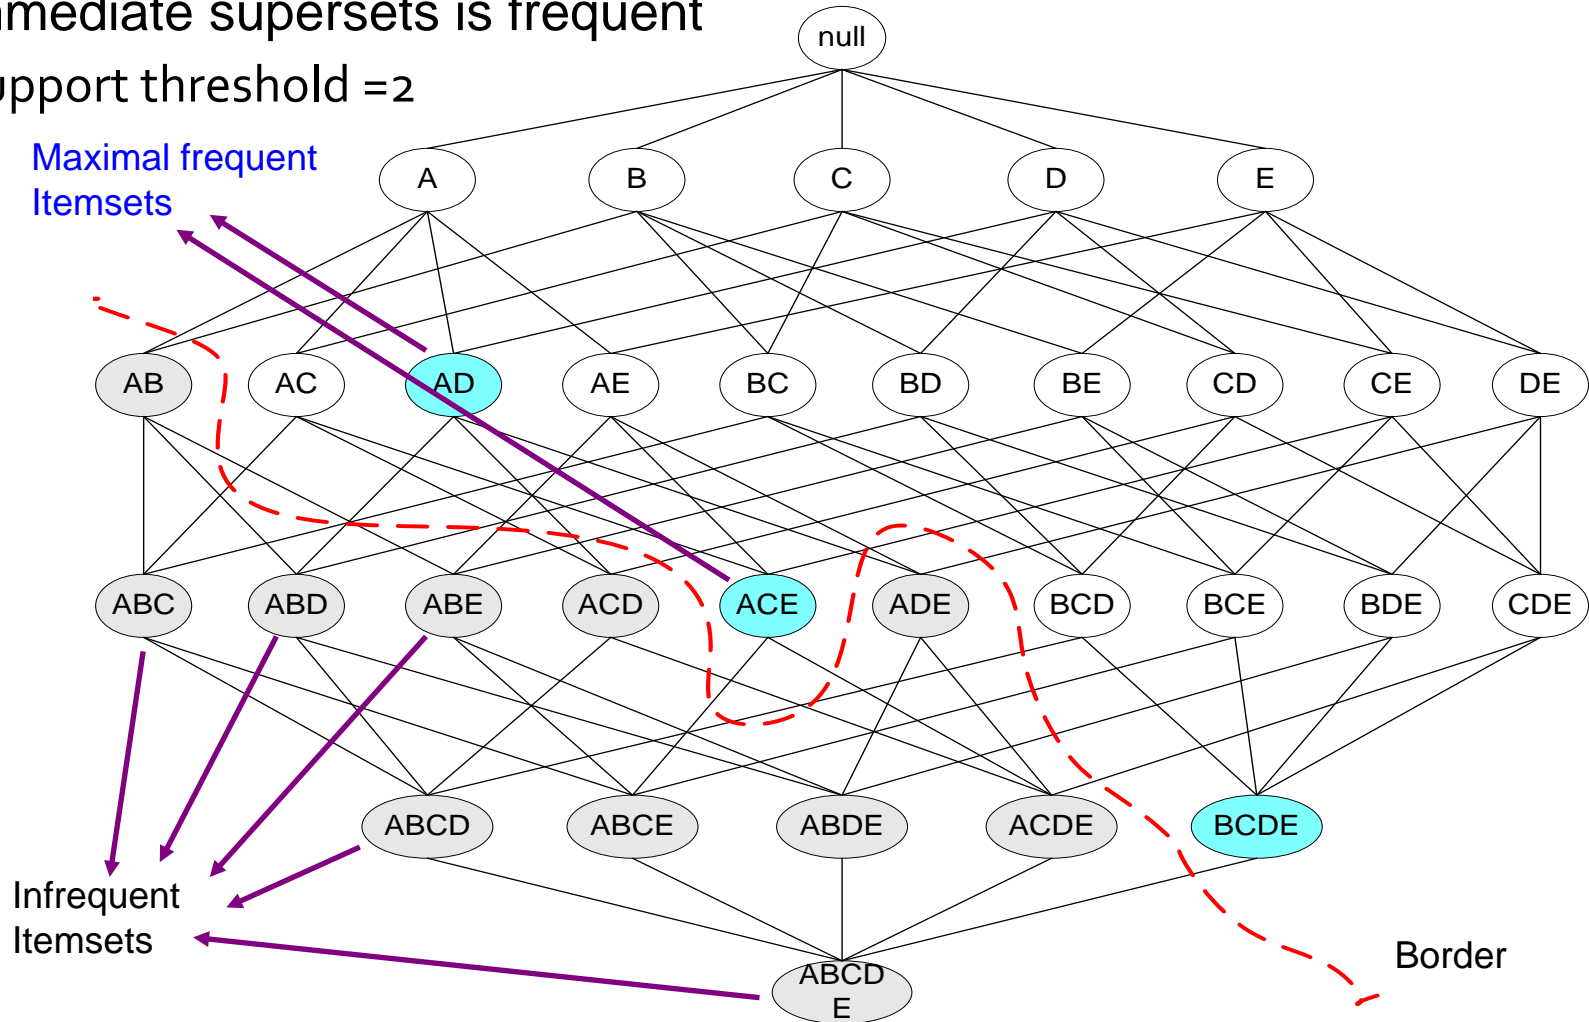 mmediate supersets is frequent
upport threshold =2
null
Maximal frequent
Itemsets
A B C D E
AB AC AD AE BC BD BE CD CE DE
ABC ABD ABE ACD ACE ADE BCD BCE BDE CDE
ABCD ABCE ABDE ACDE BCDE
Infrequent
Itemsets
Border
ABCD
E